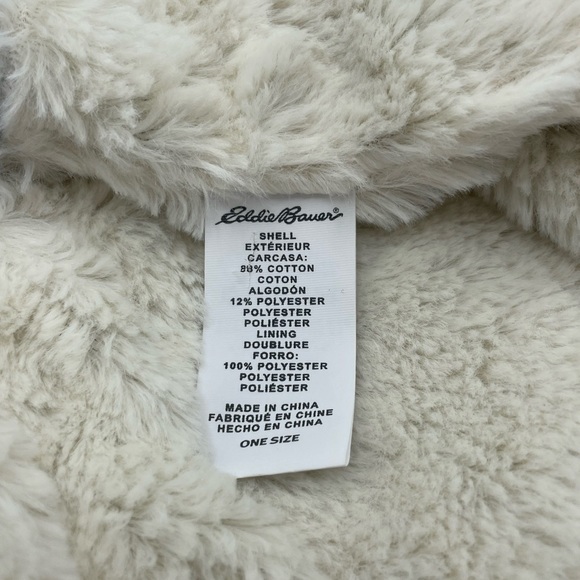 Eddie Bauer®
SHELL
EXTÉRIEUR
CARCASA:
88% COTTON
COTON
ALGODÓN
12% POLYESTER
POLYESTER
POLIÉSTER
LINING
DOUBLURE
FORRO:
100% POLYESTER
POLYESTER
POLIÉSTER
MADE IN CHINA
FABRIQUÉ EN CHINE
HECHO EN CHINA
ONE SIZE